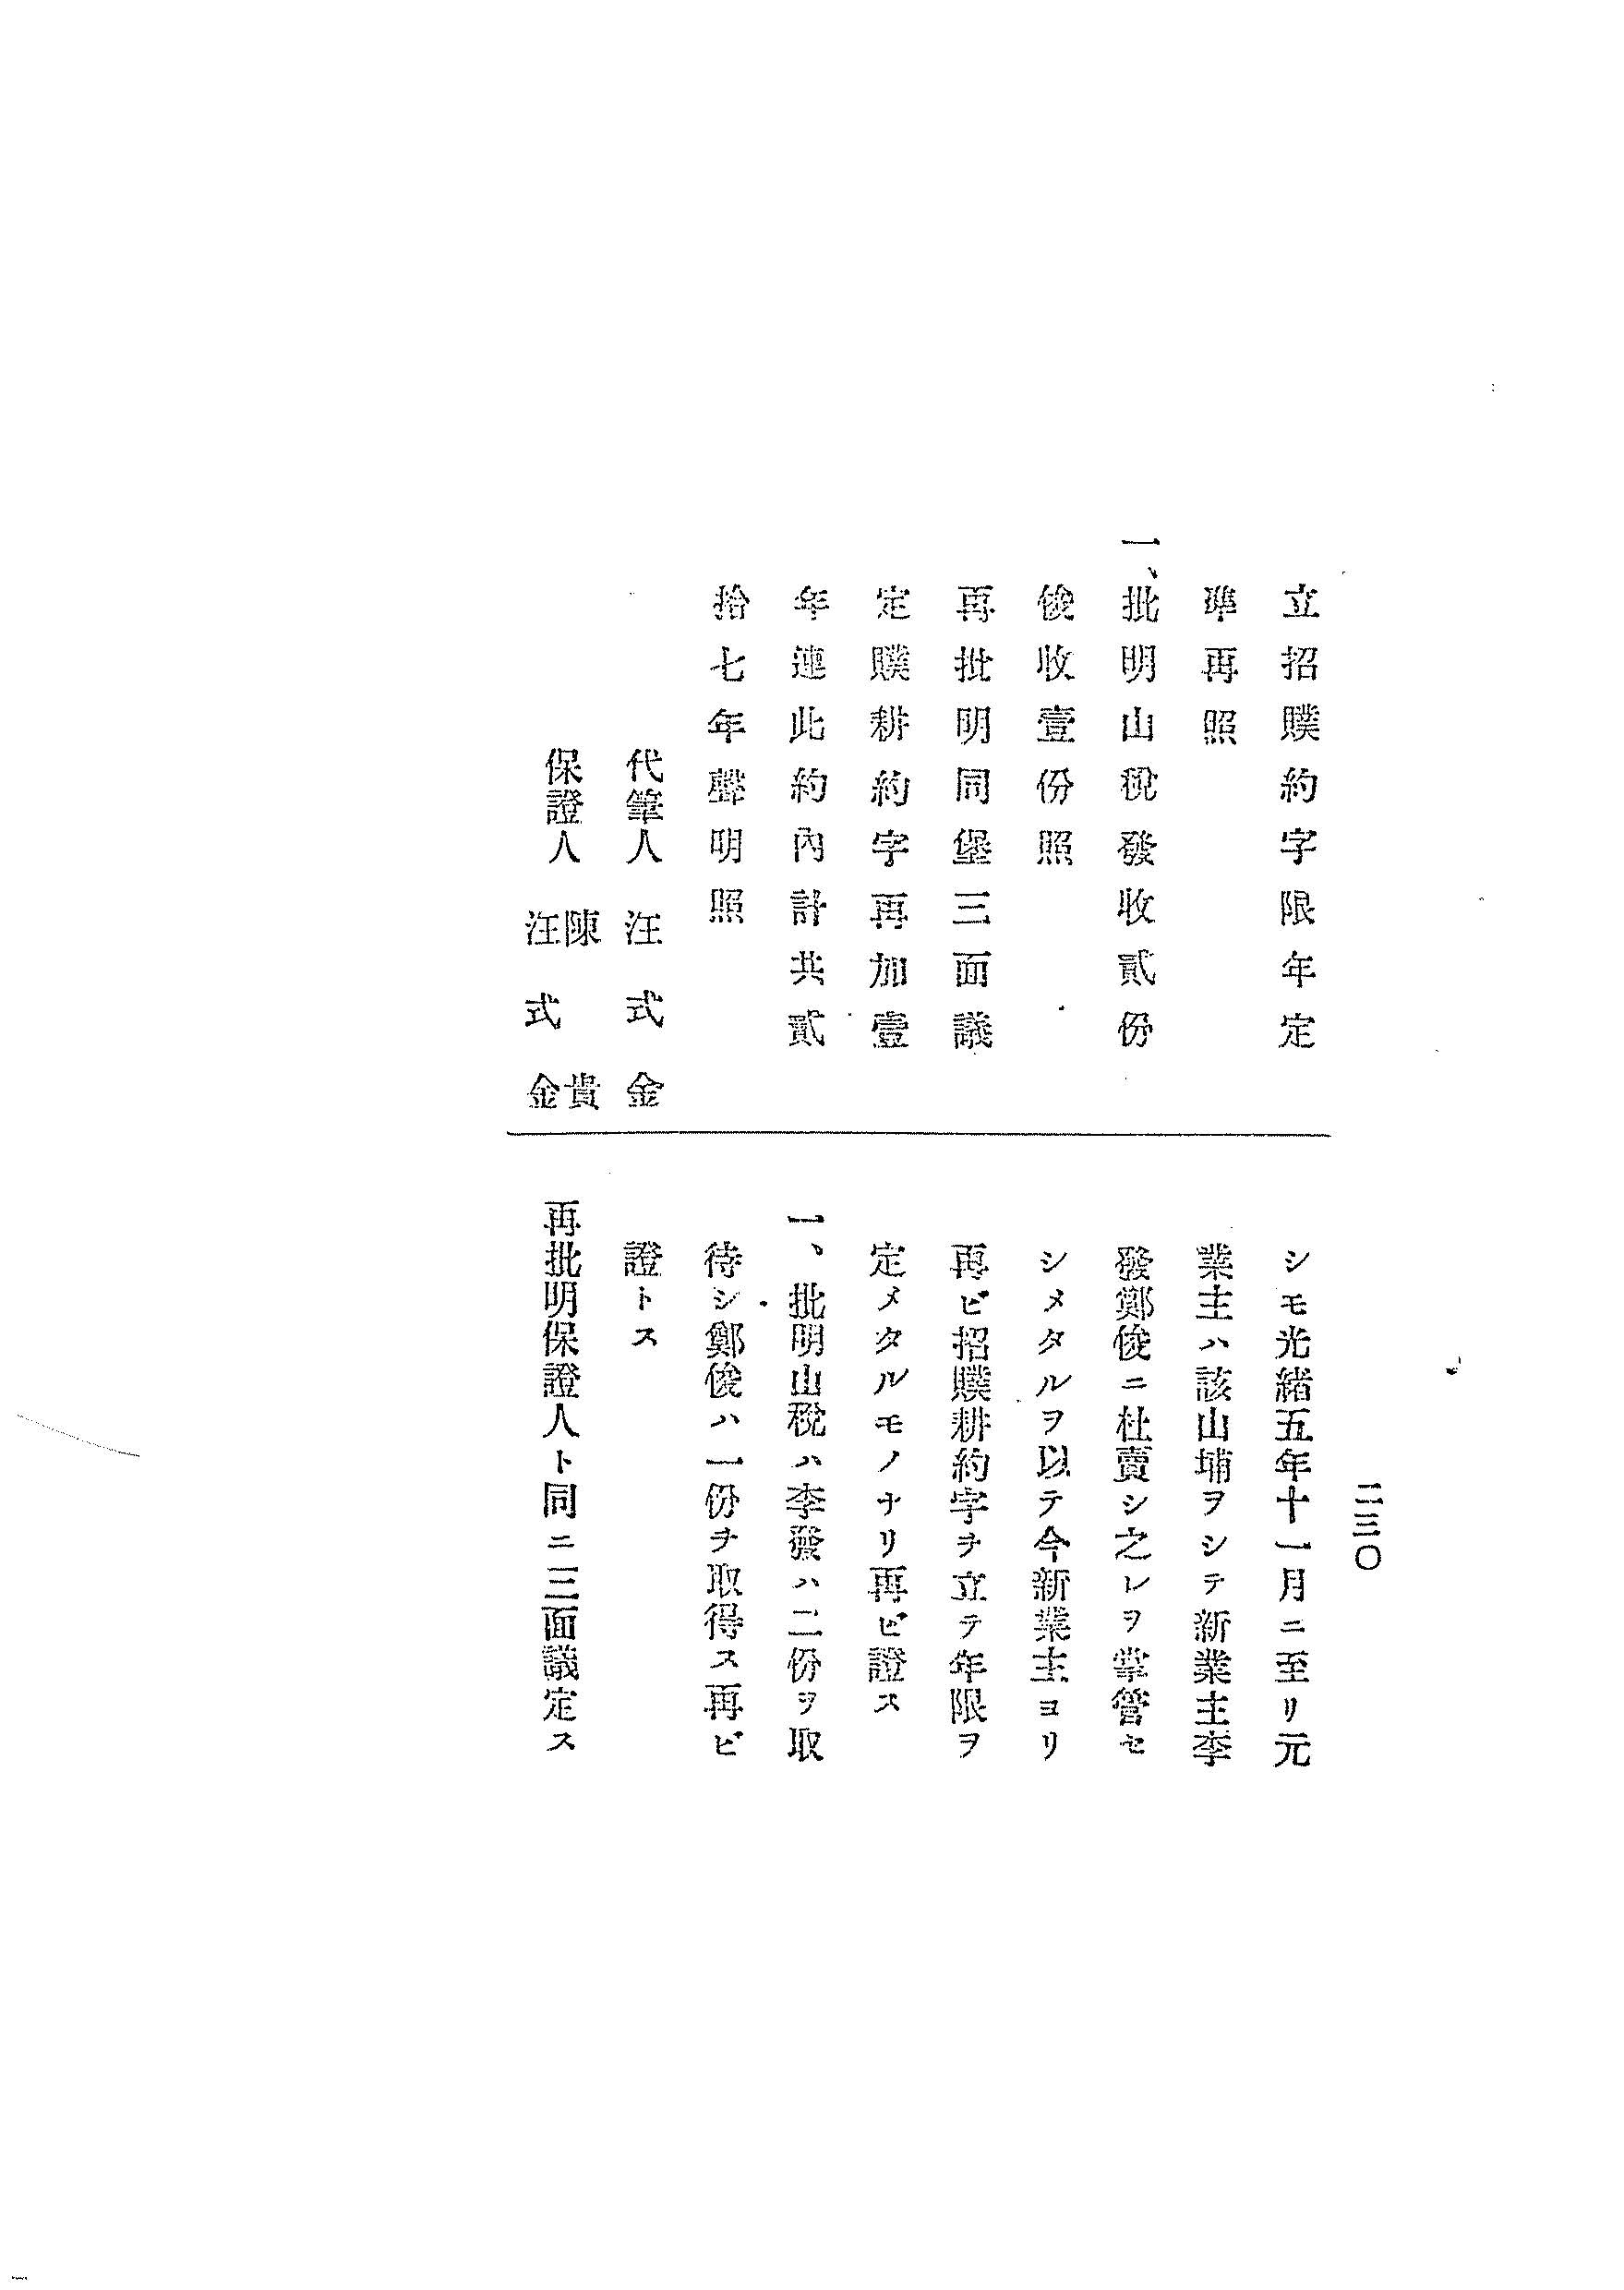 二三〇
立招贌約字限年定
準再照
一、批明山稅發收貳份
俊收壹份照
再批明同堡三面議
定贌耕約字再加壹
年連此約內計共貳
拾七年聲明照
代筆人 汪式金
保證人 陳貴
汪式金
シモ光緒五年十一月ニ至リ元
業主ハ該山埔ヲシテ新業主李
發鄭俊ニ杜賣シ之レヲ掌管セ
シメタルヲ以テ今新業主ヨリ
再ビ招贌耕約字ヲ立テ年限ヲ
定メタルモノナリ再ビ證ス
一、批明山稅ハ李發ハ二份ヲ取
待シ鄭俊ハ一份ヲ取得ス再ビ
證トス
再批明保證人ト同ニ三面議定ス